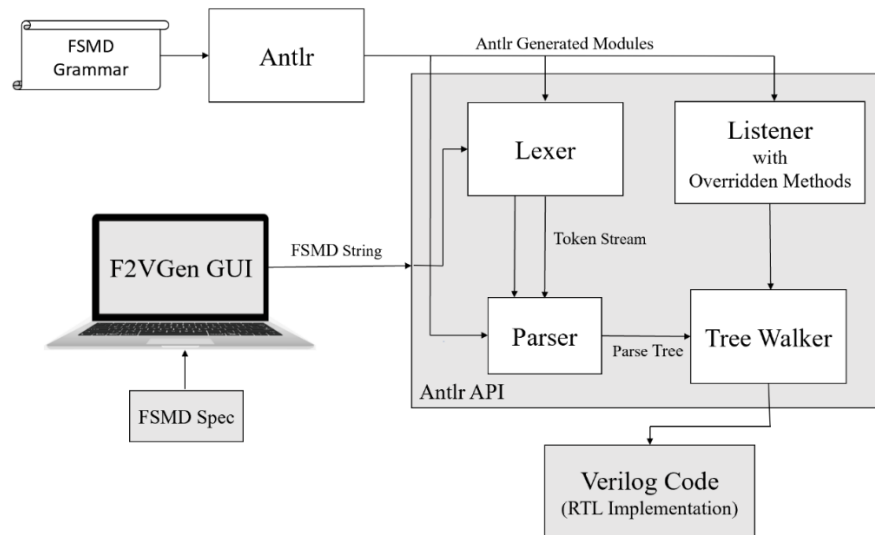 FSMD
Grammar
Antlr
Antlr Generated Modules
Lexer
Listener
with
Overridden Methods
FSMD String
Token Stream
F2VGen GUI
Parser
Parse Tree
Tree Walker
Antlr API
FSMD Spec
Verilog Code
(RTL Implementation)